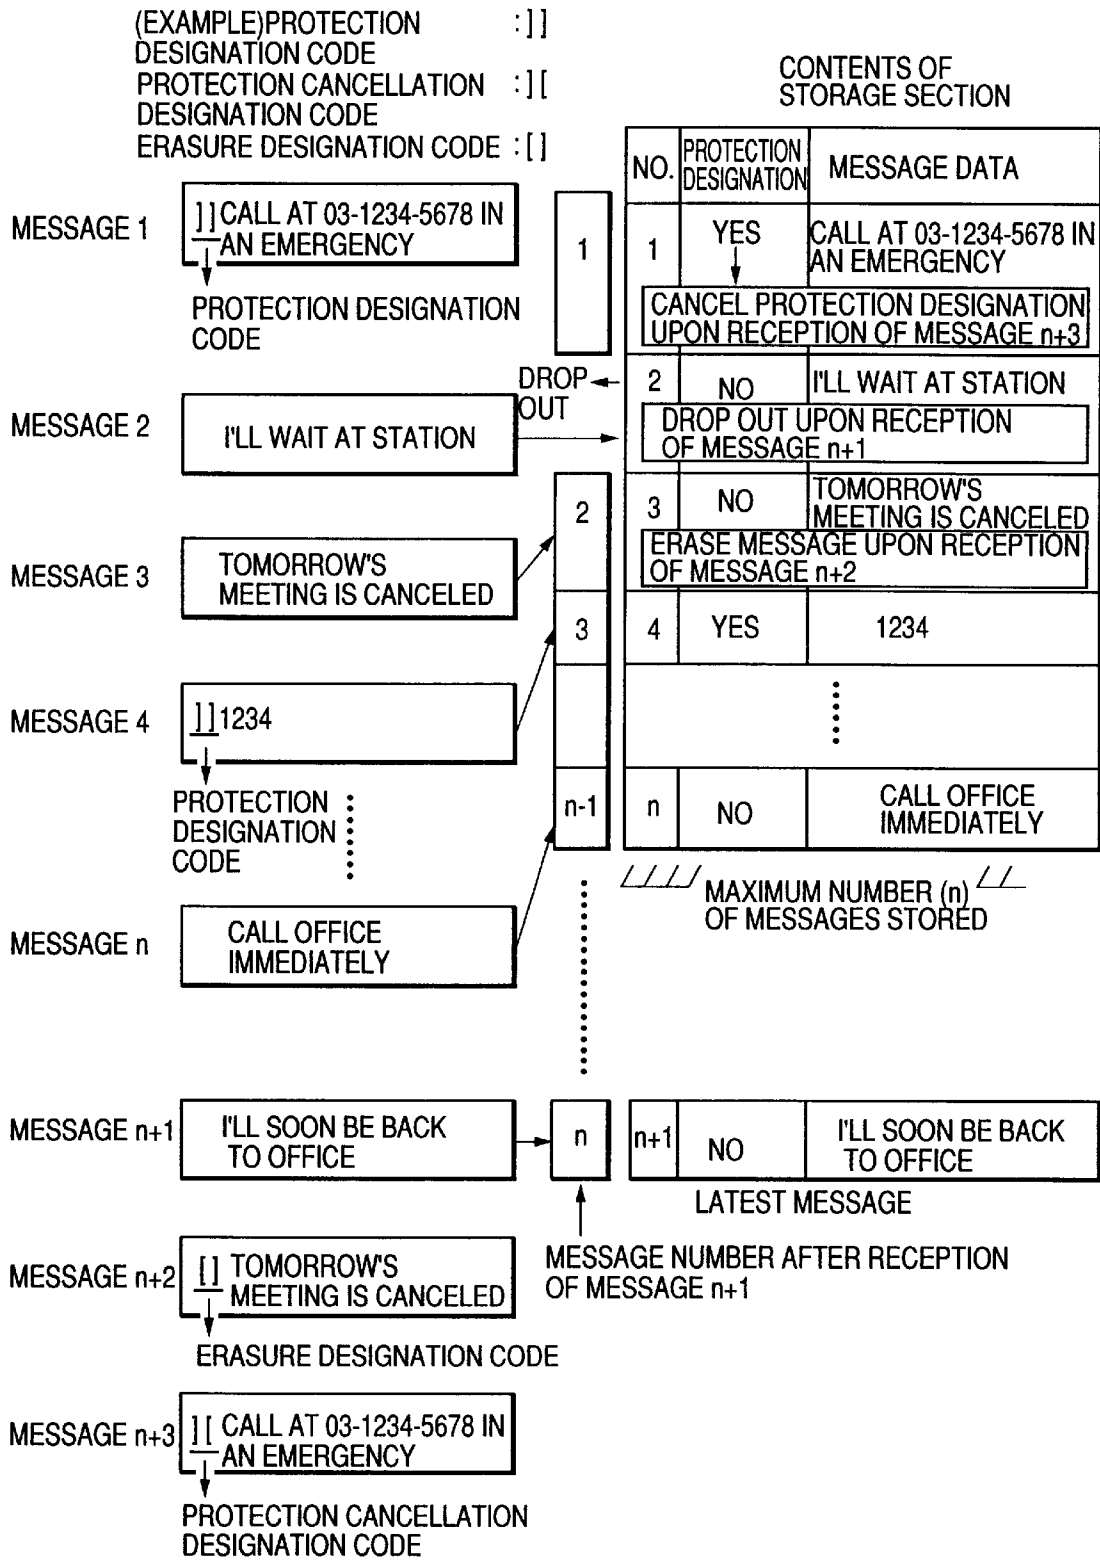 (EXAMPLE)PROTECTION :]]
DESIGNATION CODE
PROTECTION CANCELLATION :][
DESIGNATION CODE
ERASURE DESIGNATION CODE :[]
CONTENTS OF
STORAGE SECTION
NO.
PROTECTION
DESIGNATION
MESSAGE DATA
MESSAGE 1
]]CALL AT 03-1234-5678 IN
AN EMERGENCY
PROTECTION DESIGNATION
CODE
1
1
YES
CALL AT 03-1234-5678 IN
AN EMERGENCY
CANCEL PROTECTION DESIGNATION
UPON RECEPTION OF MESSAGE n+3
DROP
OUT
2
NO
I'LL WAIT AT STATION
DROP OUT UPON RECEPTION
OF MESSAGE n+1
MESSAGE 2
I'LL WAIT AT STATION
2
3
NO
TOMORROW'S
MEETING IS CANCELED
ERASE MESSAGE UPON RECEPTION
OF MESSAGE n+2
MESSAGE 3
TOMORROW'S
MEETING IS CANCELED
3
4
YES
1234
MESSAGE 4
]]1234
PROTECTION
DESIGNATION
CODE
n-1
n
NO
CALL OFFICE
IMMEDIATELY
MAXIMUM NUMBER (n)
OF MESSAGES STORED
MESSAGE n
CALL OFFICE
IMMEDIATELY
MESSAGE n+1
I'LL SOON BE BACK
TO OFFICE
n
n+1
NO
I'LL SOON BE BACK
TO OFFICE
LATEST MESSAGE
MESSAGE NUMBER AFTER RECEPTION
OF MESSAGE n+1
MESSAGE n+2
[] TOMORROW'S
MEETING IS CANCELED
ERASURE DESIGNATION CODE
MESSAGE n+3
][ CALL AT 03-1234-5678 IN
AN EMERGENCY
PROTECTION CANCELLATION
DESIGNATION CODE